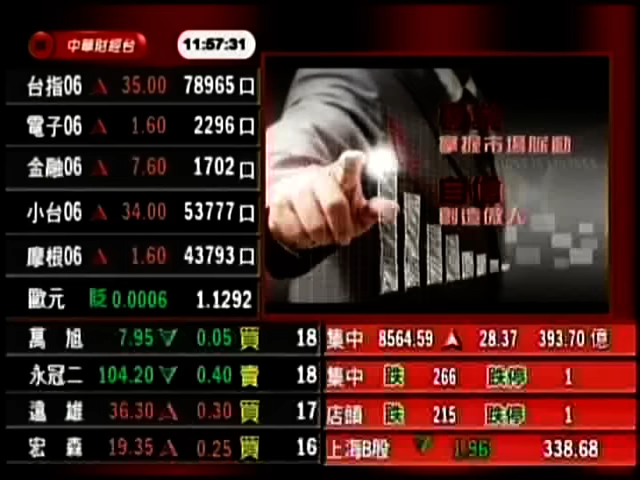 中華財經台 11:57:31
台指06 35.00 78965口
電子06 1.60 2296口
金融06 7.60 1702口
小台06 34.00 53777口
摩根06 1.60 43793口
歐元 貶0.0006 1.1292
掌握市場脈動
自信
創造傲人
萬旭 7.95 0.05 買 18
永冠二 104.20 0.40 賣 18
遠雄 36.30 0.30 買 17
宏森 19.35 0.25 買 16
集中 8564.59 28.37 393.70億
集中 跌 266 跌停 1
店頭 跌 215 跌停 1
上海B股 1.96 338.68